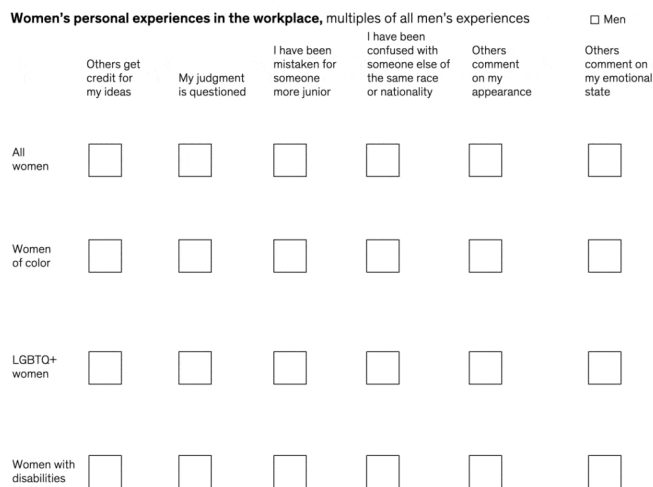 Women's personal experiences in the workplace, multiples of all men's experiences
Men
Others get
credit for
my ideas
My judgment
is questioned
I have been
mistaken for
someone
more junior
I have been
confused with
someone else of
the same race
or nationality
Others
comment
on my
appearance
Others
comment on
my emotional
state
All
women
Women
of color
LGBTQ+
women
Women with
disabilities